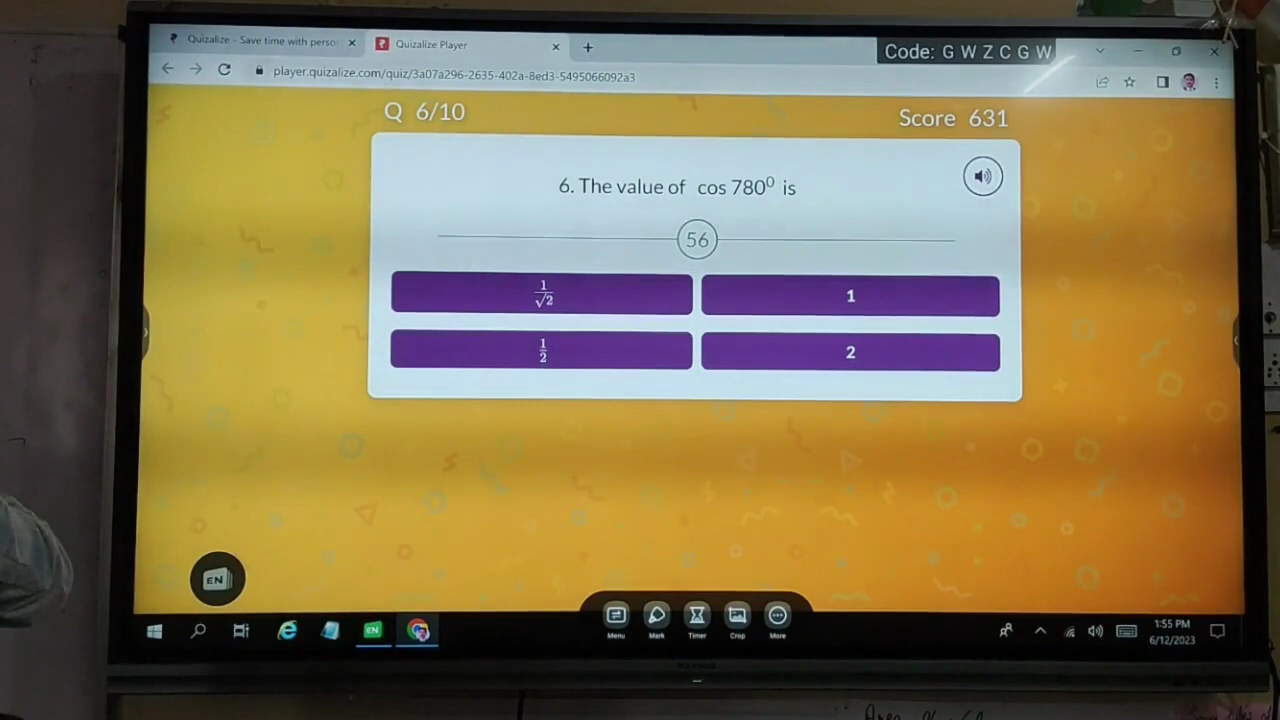 Quizalize - Save time with perso
Quizalize Player
Code: G W Z C G W
player.quizalize.com/quiz/3a07a296-2635-402a-8ed3-5495066092a3
Q 6/10
Score 631
6. The value of cos 780⁰ is
56
1/√2
1
1/2
2
EN
Menu
Mark
Timer
Crop
More
EN
1:55 PM
6/12/2023